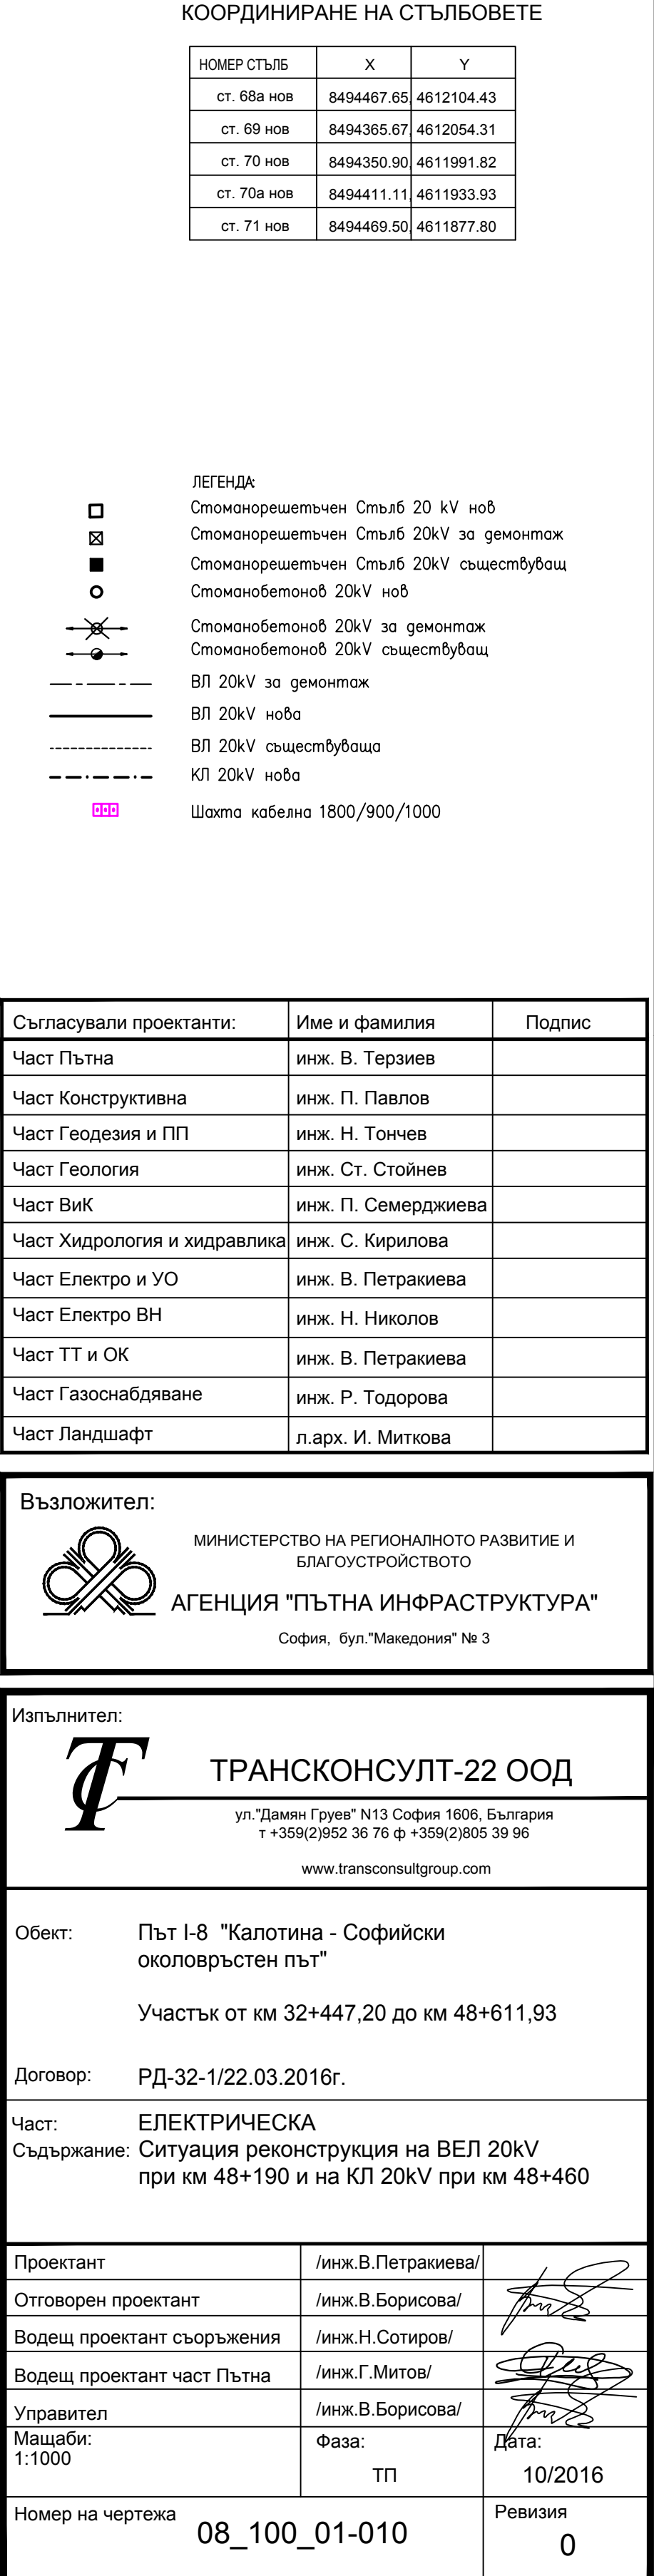 КООРДИНИРАНЕ НА СТЪЛБОВЕТЕ
НОМЕР СТЪЛБ X Y
ст. 68а нов 8494467.65, 4612104.43
ст. 69 нов 8494365.67, 4612054.31
ст. 70 нов 8494350.90, 4611991.82
ст. 70а нов 8494411.11, 4611933.93
ст. 71 нов 8494469.50, 4611877.80
ЛЕГЕНДА:
Стоманорешетъчен Стълб 20 kV нов
Стоманорешетъчен Стълб 20kV за демонтаж
Стоманорешетъчен Стълб 20kV съществуващ
Стоманобетонов 20kV нов
Стоманобетонов 20kV за демонтаж
Стоманобетонов 20kV съществуващ
ВЛ 20kV за демонтаж
ВЛ 20kV нова
ВЛ 20kV съществуваща
КЛ 20kV нова
Шахта кабелна 1800/900/1000
Съгласували проектанти: Име и фамилия Подпис
Част Пътна инж. В. Терзиев
Част Конструктивна инж. П. Павлов
Част Геодезия и ПП инж. Н. Тончев
Част Геология инж. Ст. Стойнев
Част ВиК инж. П. Семерджиева
Част Хидрология и хидравлика инж. С. Кирилова
Част Електро и УО инж. В. Петракиева
Част Електро ВН инж. Н. Николов
Част ТТ и ОК инж. В. Петракиева
Част Газоснабдяване инж. Р. Тодорова
Част Ландшафт л.арх. И. Миткова
Възложител:
МИНИСТЕРСТВО НА РЕГИОНАЛНОТО РАЗВИТИЕ И
БЛАГОУСТРОЙСТВОТО
АГЕНЦИЯ "ПЪТНА ИНФРАСТРУКТУРА"
София, бул."Македония" № 3
Изпълнител:
TC
ТРАНСКОНСУЛТ-22 ООД
ул."Дамян Груев" N13 София 1606, България
т +359(2)952 36 76 ф +359(2)805 39 96
www.transconsultgroup.com
Обект: Път I-8 "Калотина - Софийски
околовръстен път"
Участък от км 32+447,20 до км 48+611,93
Договор: РД-32-1/22.03.2016г.
Част: ЕЛЕКТРИЧЕСКА
Съдържание: Ситуация реконструкция на ВЕЛ 20kV
при км 48+190 и на КЛ 20kV при км 48+460
Проектант /инж.В.Петракиева/
Отговорен проектант /инж.В.Борисова/
Водещ проектант съоръжения /инж.Н.Сотиров/
Водещ проектант част Пътна /инж.Г.Митов/
Управител /инж.В.Борисова/
Мащаби: Фаза: Дата:
1:1000
ТП 10/2016
Номер на чертежа Ревизия
08_100_01-010 0